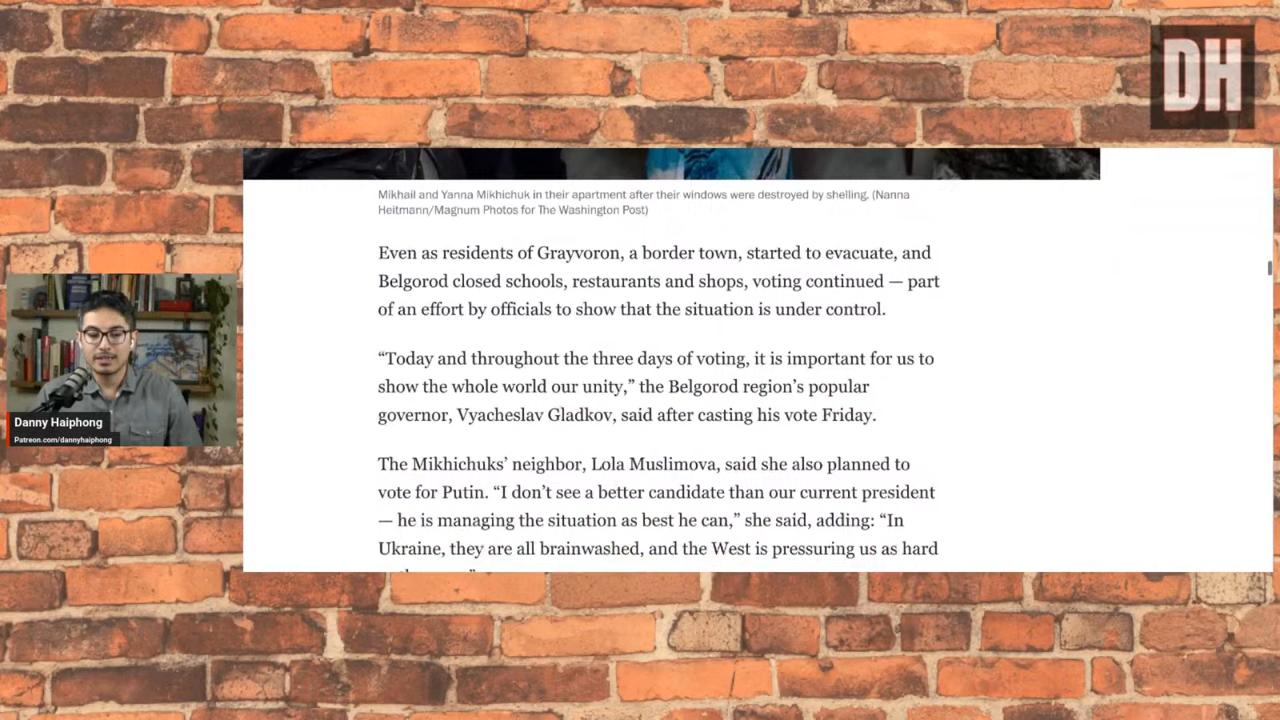 DH
Mikhail and Yanna Mikhichuk in their apartment after their windows were destroyed by shelling. (Nanna
Heitmann/Magnum Photos for The Washington Post)
Even as residents of Grayvoron, a border town, started to evacuate, and
Belgorod closed schools, restaurants and shops, voting continued — part
of an effort by officials to show that the situation is under control.
“Today and throughout the three days of voting, it is important for us to
show the whole world our unity,” the Belgorod region’s popular
governor, Vyacheslav Gladkov, said after casting his vote Friday.
The Mikhichuks’ neighbor, Lola Muslimova, said she also planned to
vote for Putin. “I don’t see a better candidate than our current president
— he is managing the situation as best he can,” she said, adding: “In
Ukraine, they are all brainwashed, and the West is pressuring us as hard
Danny Haiphong
Patreon.com/dannyhaiphong